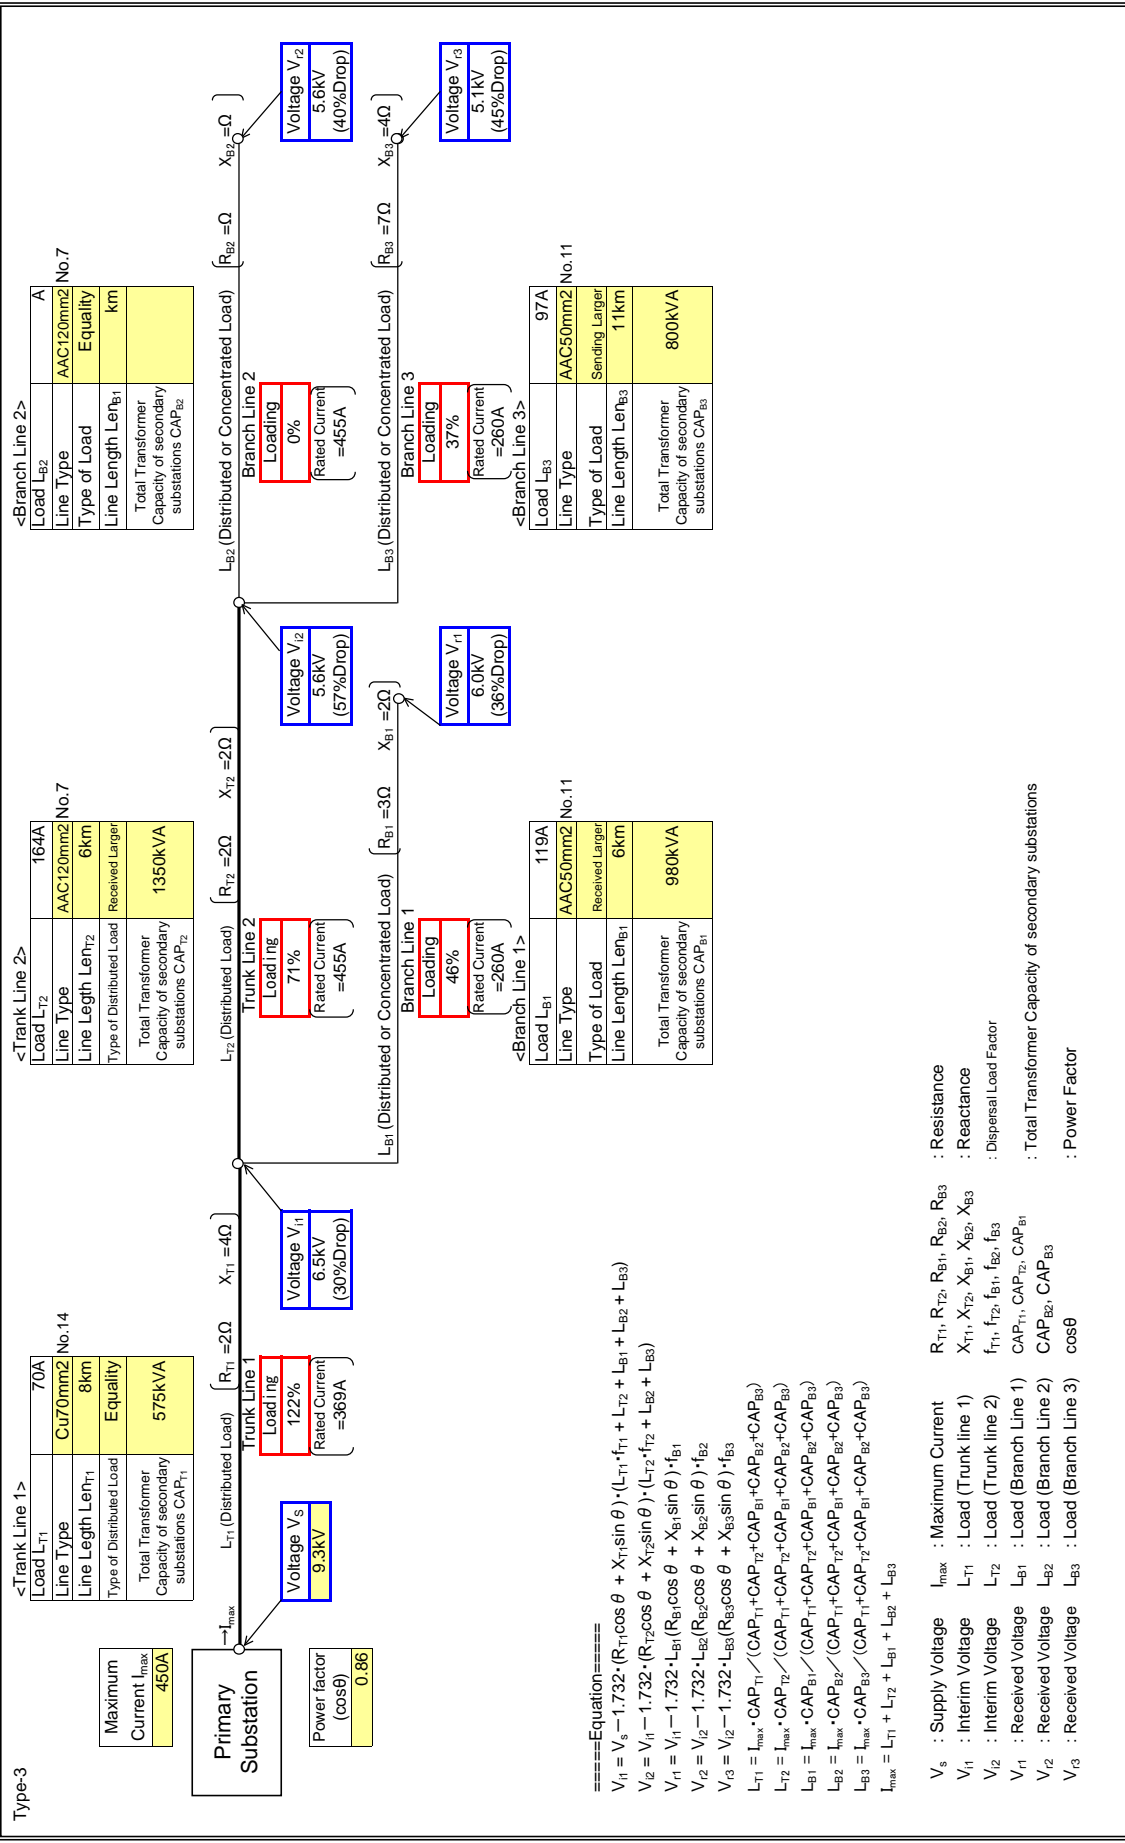 Type-3
Maximum
Current Imax
450A
Primary
Substation
→Imax
Power factor
(cosθ)
0.86
Voltage VS
9.3kV
<Trank Line 1>
Load LT1 70A
Line Type Cu70mm2 No.14
Line Legth LenT1 8km
Type of Distributed Load Equality
Total Transformer
Capacity of secondary
substations CAPT1
575kVA
LT1 (Distributed Load)
RT1 =2Ω XT1 =4Ω
Trunk Line 1
Loading
122%
Rated Current
=369A
Voltage Vi1
6.5kV
(30%Drop)
<Trank Line 2>
Load LT2 164A
Line Type AAC120mm2 No.7
Line Legth LenT2 6km
Type of Distributed Load Received Larger
Total Transformer
Capacity of secondary
substations CAPT2
1350kVA
LT2 (Distributed Load)
RT2 =2Ω XT2 =2Ω
Trunk Line 2
Loading
71%
Rated Current
=455A
Voltage Vi2
5.6kV
(57%Drop)
LB1 (Distributed or Concentrated Load)
RB1 =3Ω XB1 =2Ω
Branch Line 1
Loading
46%
Rated Current
=260A
Voltage Vr1
6.0kV
(36%Drop)
<Branch Line 1>
Load LB1 119A
Line Type AAC50mm2 No.11
Type of Load Received Larger
Line Length LenB1 6km
Total Transformer
Capacity of secondary
substations CAPB1
980kVA
<Branch Line 2>
Load LB2 A
Line Type AAC120mm2 No.7
Type of Load Equality
Line Length LenB1 km
Total Transformer
Capacity of secondary
substations CAPB2
LB2 (Distributed or Concentrated Load)
RB2 =Ω XB2 =Ω
Branch Line 2
Loading
0%
Rated Current
=455A
Voltage Vr2
5.6kV
(40%Drop)
LB3 (Distributed or Concentrated Load)
RB3 =7Ω XB3 =4Ω
Branch Line 3
Loading
37%
Rated Current
=260A
Voltage Vr3
5.1kV
(45%Drop)
<Branch Line 3>
Load LB3 97A
Line Type AAC50mm2 No.11
Type of Load Sending Larger
Line Length LenB3 11km
Total Transformer
Capacity of secondary
substations CAPB3
800kVA
=====Equation=====
Vi1 = Vs－1.732・(RT1cos θ + XT1sin θ)・(LT1・fT1 + LT2 + LB1 + LB2 + LB3)
Vi2 = Vi1－1.732・(RT2cos θ + XT2sin θ)・(LT2・fT2 + LB2 + LB3)
Vr1 = Vi1－1.732・LB1(RB1cos θ + XB1sin θ)・fB1
Vr2 = Vi2－1.732・LB2(RB2cos θ + XB2sin θ)・fB2
Vr3 = Vi2－1.732・LB3(RB3cos θ + XB3sin θ)・fB3
LT1 = Imax・CAPT1／(CAPT1+CAPT2+CAPB1+CAPB2+CAPB3)
LT2 = Imax・CAPT2／(CAPT1+CAPT2+CAPB1+CAPB2+CAPB3)
LB1 = Imax・CAPB1／(CAPT1+CAPT2+CAPB1+CAPB2+CAPB3)
LB2 = Imax・CAPB2／(CAPT1+CAPT2+CAPB1+CAPB2+CAPB3)
LB3 = Imax・CAPB3／(CAPT1+CAPT2+CAPB1+CAPB2+CAPB3)
Imax = LT1 + LT2 + LB1 + LB2 + LB3
Vs : Supply Voltage Imax : Maximum Current RT1, RT2, RB1, RB2, RB3 : Resistance
Vi1 : Interim Voltage LT1 : Load (Trunk line 1) XT1, XT2, XB1, XB2, XB3 : Reactance
Vi2 : Interim Voltage LT2 : Load (Trunk line 2) fT1, fT2, fB1, fB2, fB3 : Dispersal Load Factor
Vr1 : Received Voltage LB1 : Load (Branch Line 1) CAPT1, CAPT2, CAPB1 : Total Transformer Capacity of secondary substations
Vr2 : Received Voltage LB2 : Load (Branch Line 2) CAPB2, CAPB3
Vr3 : Received Voltage LB3 : Load (Branch Line 3) cosθ : Power Factor